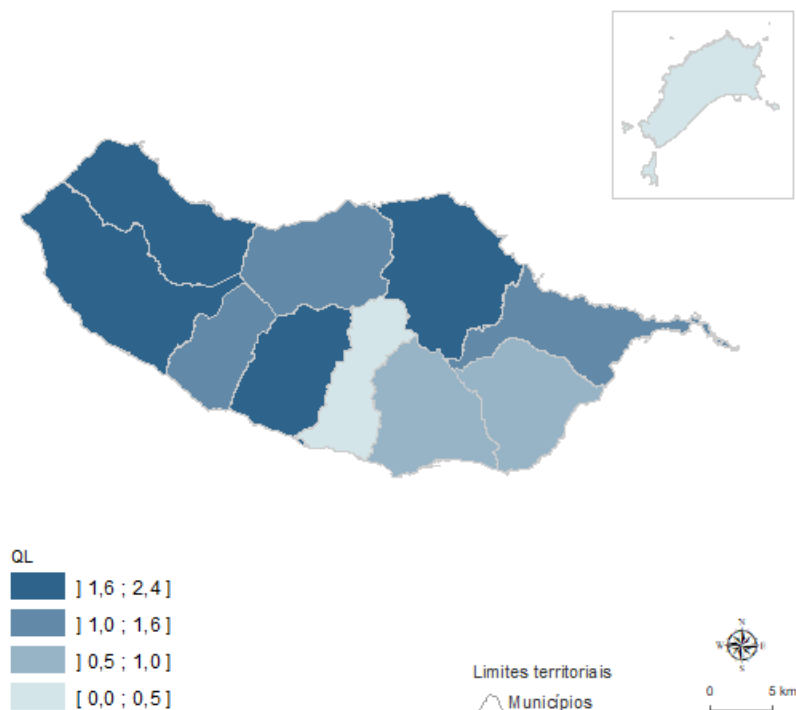 QL
] 1,6 ; 2,4 ]
] 1,0 ; 1,6 ]
] 0,5 ; 1,0 ]
[ 0,0 ; 0,5 ]
Limites territoriais
Municípios
N
W E
S
0 5 km